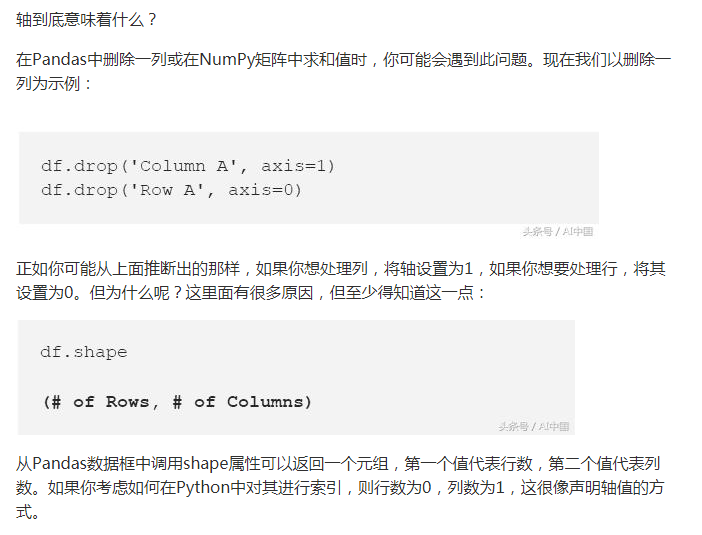 轴到底意味着什么？
在Pandas中删除一列或在NumPy矩阵中求和值时，你可能会遇到此问题。现在我们以删除一
列为示例：
df.drop('Column A', axis=1)
df.drop('Row A', axis=0)
头条号 / AI中国
正如你可能从上面推断出的那样，如果你想处理列，将轴设置为1，如果你想要处理行，将其
设置为0。但为什么呢？这里面有很多原因，但至少得知道这一点：
df.shape
(# of Rows, # of Columns)
头条号 / AI中国
从Pandas数据框中调用shape属性可以返回一个元组，第一个值代表行数，第二个值代表列
数。如果你考虑如何在Python中对其进行索引，则行数为0，列数为1，这很像声明轴值的方
式。